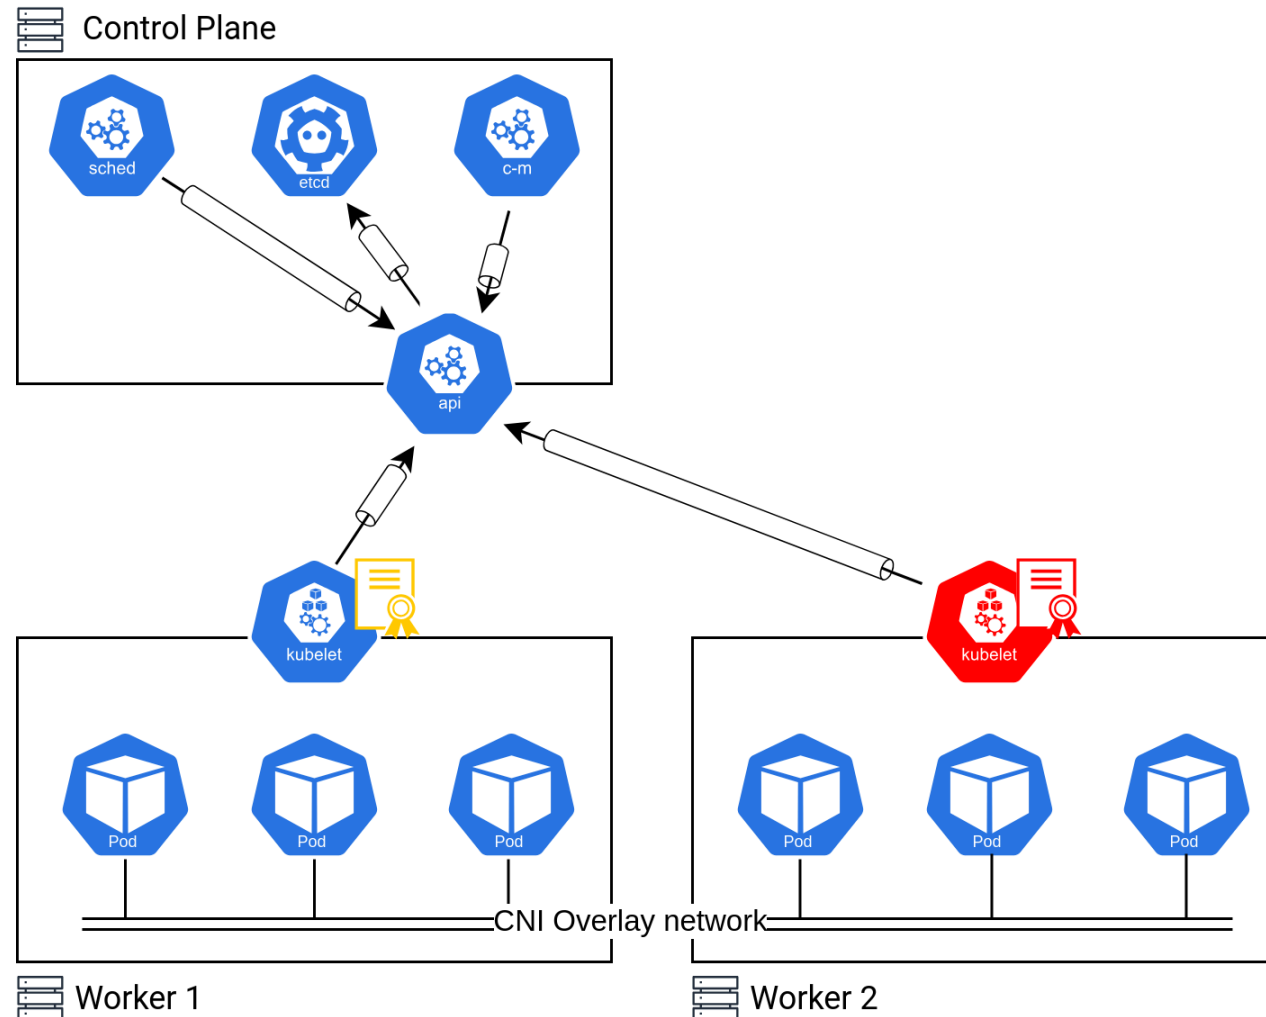 Control Plane
sched
etcd
c-m
api
kubelet
kubelet
Pod
Pod
Pod
Pod
Pod
Pod
CNI Overlay network
Worker 1
Worker 2